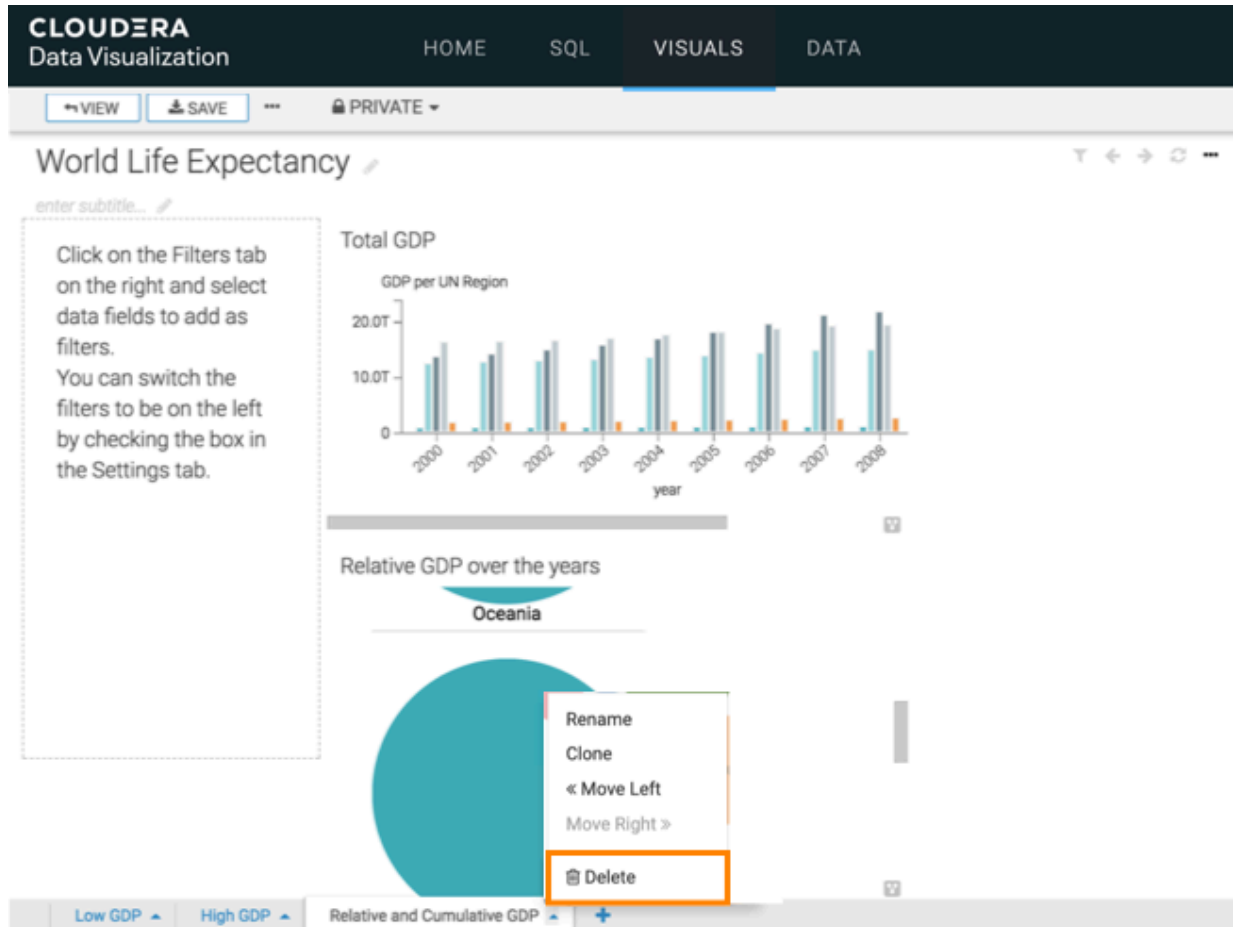 CLOUDERA
Data Visualization
HOME SQL VISUALS DATA
VIEW SAVE ••• PRIVATE
World Life Expectancy
enter subtitle...
Click on the Filters tab
on the right and select
data fields to add as
filters.
You can switch the
filters to be on the left
by checking the box in
the Settings tab.
Total GDP
GDP per UN Region
20.0T
10.0T
0
2000 2001 2002 2003 2004 2005 2006 2007 2008
year
Relative GDP over the years
Oceania
Rename
Clone
« Move Left
Move Right »
Delete
Low GDP High GDP Relative and Cumulative GDP +